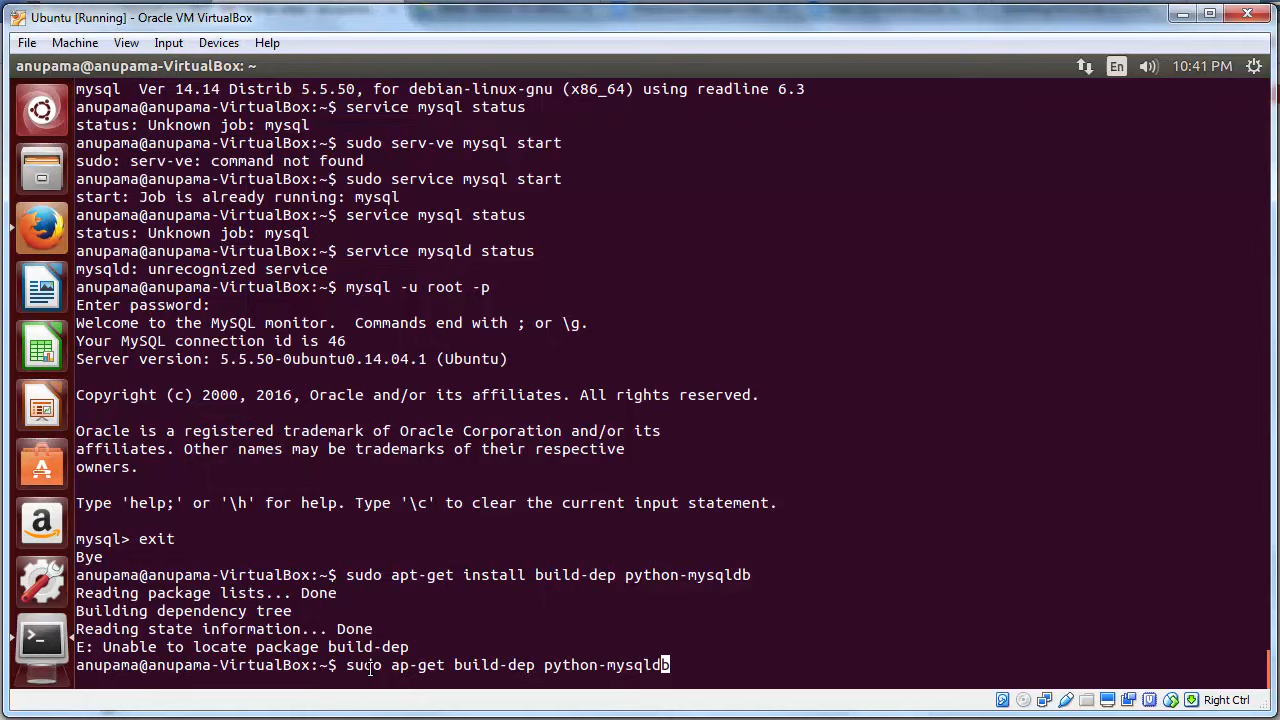 Ubuntu [Running] - Oracle VM VirtualBox
File Machine View Input Devices Help
anupama@anupama-VirtualBox: ~ En 10:41 PM
mysql  Ver 14.14 Distrib 5.5.50, for debian-linux-gnu (x86_64) using readline 6.3
anupama@anupama-VirtualBox:~$ service mysql status
status: Unknown job: mysql
anupama@anupama-VirtualBox:~$ sudo serv-ve mysql start
sudo: serv-ve: command not found
anupama@anupama-VirtualBox:~$ sudo service mysql start
start: Job is already running: mysql
anupama@anupama-VirtualBox:~$ service mysql status
status: Unknown job: mysql
anupama@anupama-VirtualBox:~$ service mysqld status
mysqld: unrecognized service
anupama@anupama-VirtualBox:~$ mysql -u root -p
Enter password:
Welcome to the MySQL monitor.  Commands end with ; or \g.
Your MySQL connection id is 46
Server version: 5.5.50-0ubuntu0.14.04.1 (Ubuntu)
Copyright (c) 2000, 2016, Oracle and/or its affiliates. All rights reserved.
Oracle is a registered trademark of Oracle Corporation and/or its
affiliates. Other names may be trademarks of their respective
owners.
Type 'help;' or '\h' for help. Type '\c' to clear the current input statement.
mysql> exit
Bye
anupama@anupama-VirtualBox:~$ sudo apt-get install build-dep python-mysqldb
Reading package lists... Done
Building dependency tree
Reading state information... Done
E: Unable to locate package build-dep
anupama@anupama-VirtualBox:~$ sudo ap-get build-dep python-mysqldb
Right Ctrl